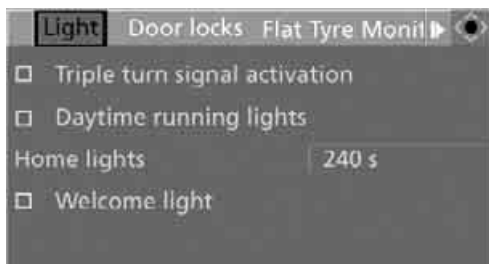 Light Door locks Flat Tyre Monit
Triple turn signal activation
Daytime running lights
Home lights 240 s
Welcome light